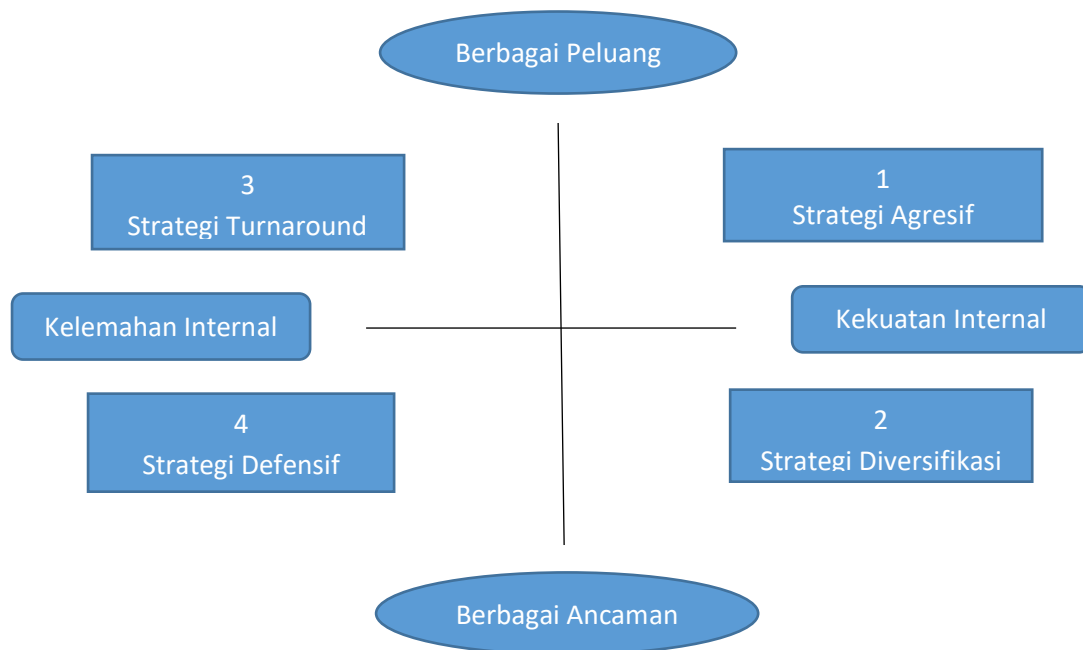 Berbagai Peluang
3
Strategi Turnaround
1
Strategi Agresif
Kelemahan Internal
Kekuatan Internal
4
Strategi Defensif
2
Strategi Diversifikasi
Berbagai Ancaman